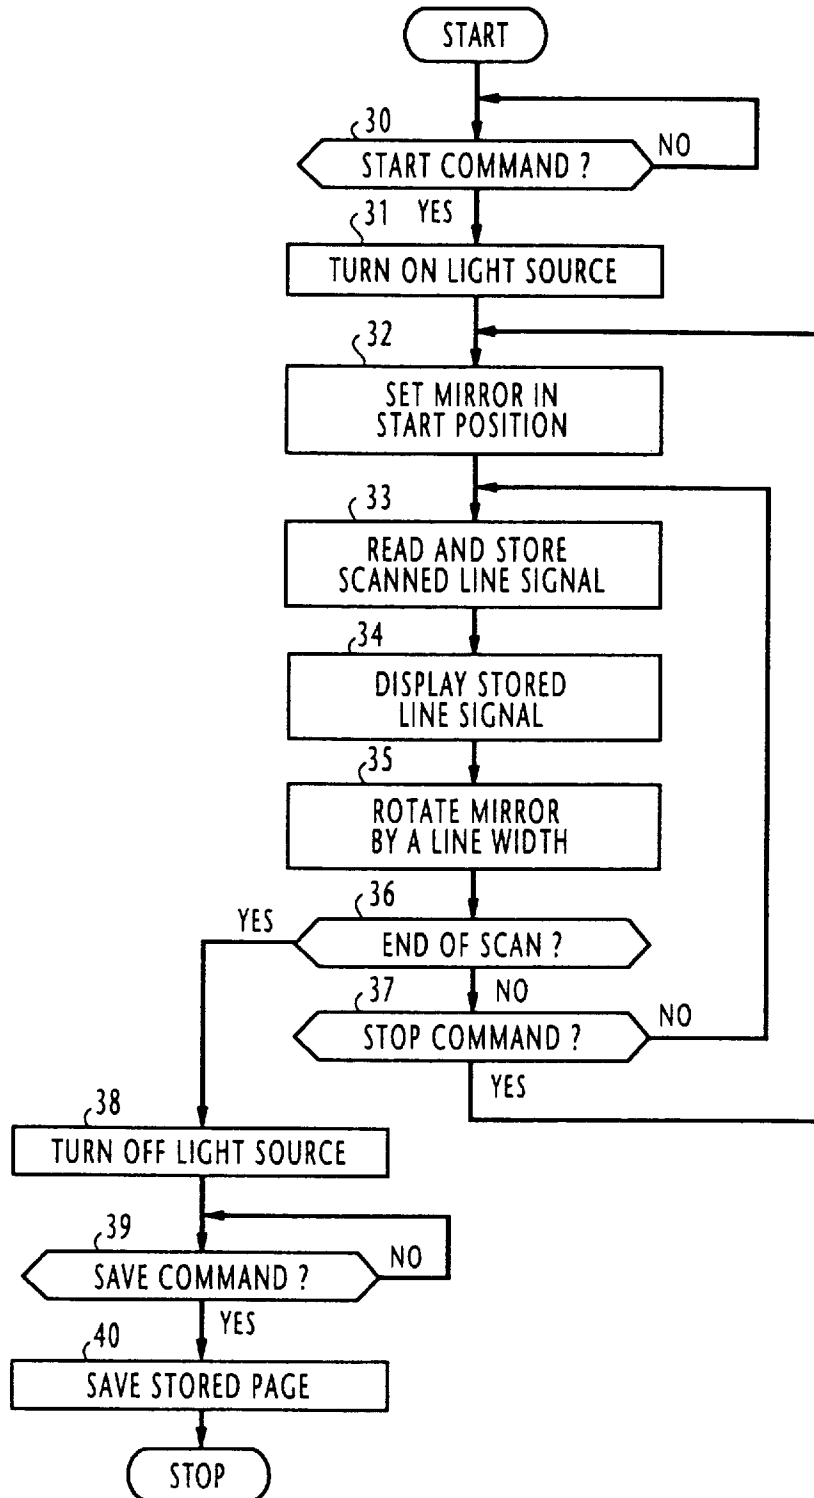 START
30
START COMMAND ?
NO
YES
31
TURN ON LIGHT SOURCE
32
SET MIRROR IN
START POSITION
33
READ AND STORE
SCANNED LINE SIGNAL
34
DISPLAY STORED
LINE SIGNAL
35
ROTATE MIRROR
BY A LINE WIDTH
36
YES
END OF SCAN ?
NO
37
STOP COMMAND ?
NO
YES
38
TURN OFF LIGHT SOURCE
39
SAVE COMMAND ?
NO
YES
40
SAVE STORED PAGE
STOP